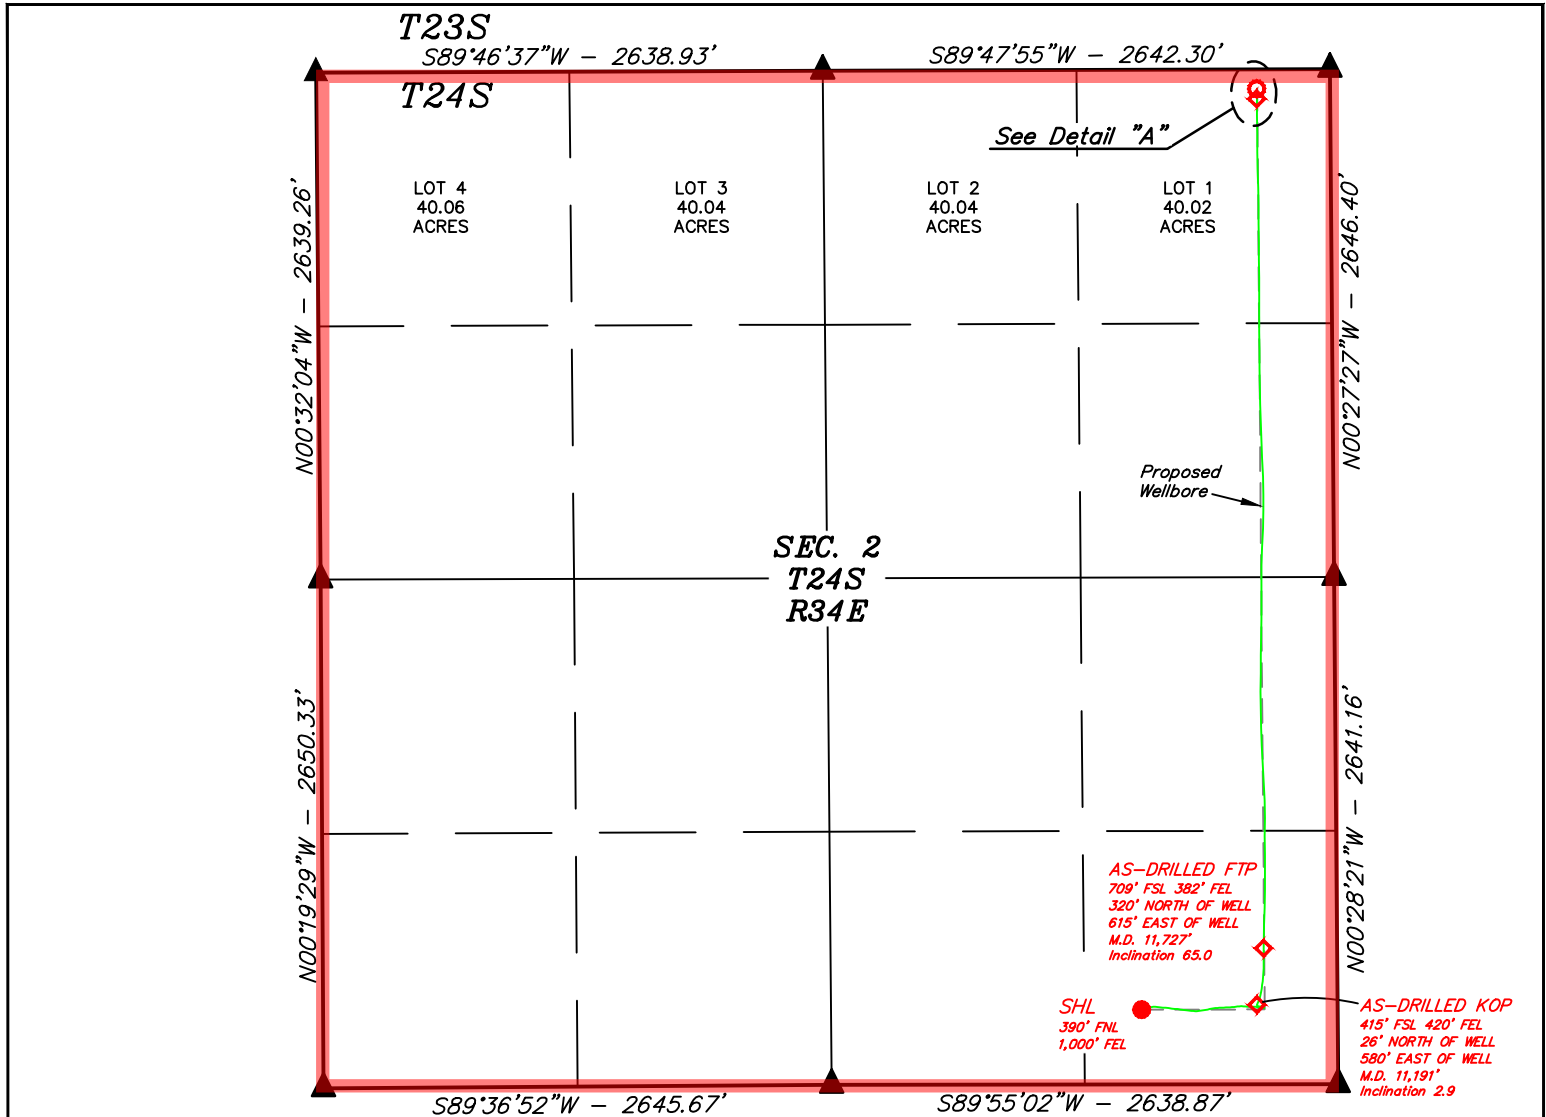 T23S
S89°46'37"W - 2638.93'
S89°47'55"W - 2642.30'
T24S
See Detail "A"
LOT 4
40.06
ACRES
LOT 3
40.04
ACRES
LOT 2
40.04
ACRES
LOT 1
40.02
ACRES
N00°32'04"W - 2639.26'
N00°27'27"W - 2646.40'
Proposed
Wellbore
SEC. 2
T24S
R34E
N00°19'29"W - 2650.33'
N00°28'21"W - 2641.16'
AS-DRILLED FTP
709' FSL 382' FEL
320' NORTH OF WELL
615' EAST OF WELL
M.D. 11,727'
Inclination 65.0
SHL
390' FNL
1,000' FEL
AS-DRILLED KOP
415' FSL 420' FEL
26' NORTH OF WELL
580' EAST OF WELL
M.D. 11,191'
Inclination 2.9
S89°36'52"W - 2645.67'
S89°55'02"W - 2638.87'